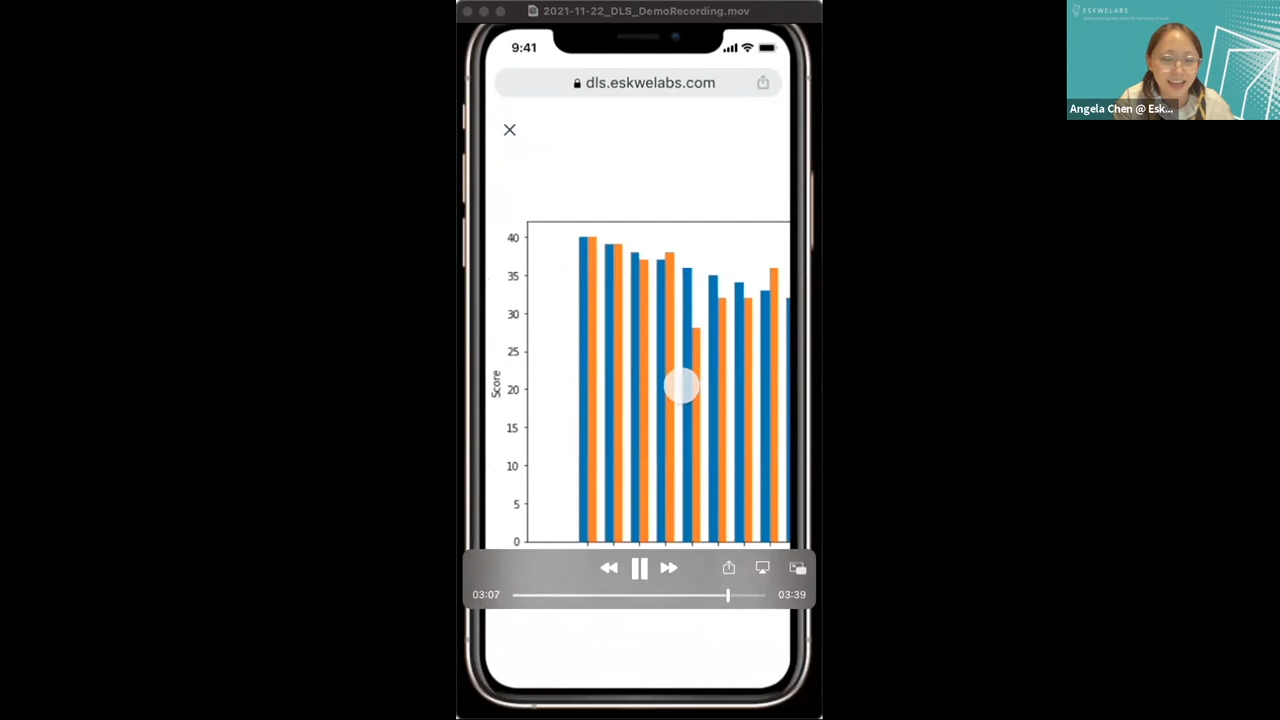 2021-11-22_DLS_DemoRecording.mov
9:41
dls.eskwelabs.com
40
35
30
25
20
15
10
5
0
Score
03:07
03:39
ESKWELABS
Angela Chen @ Esk...